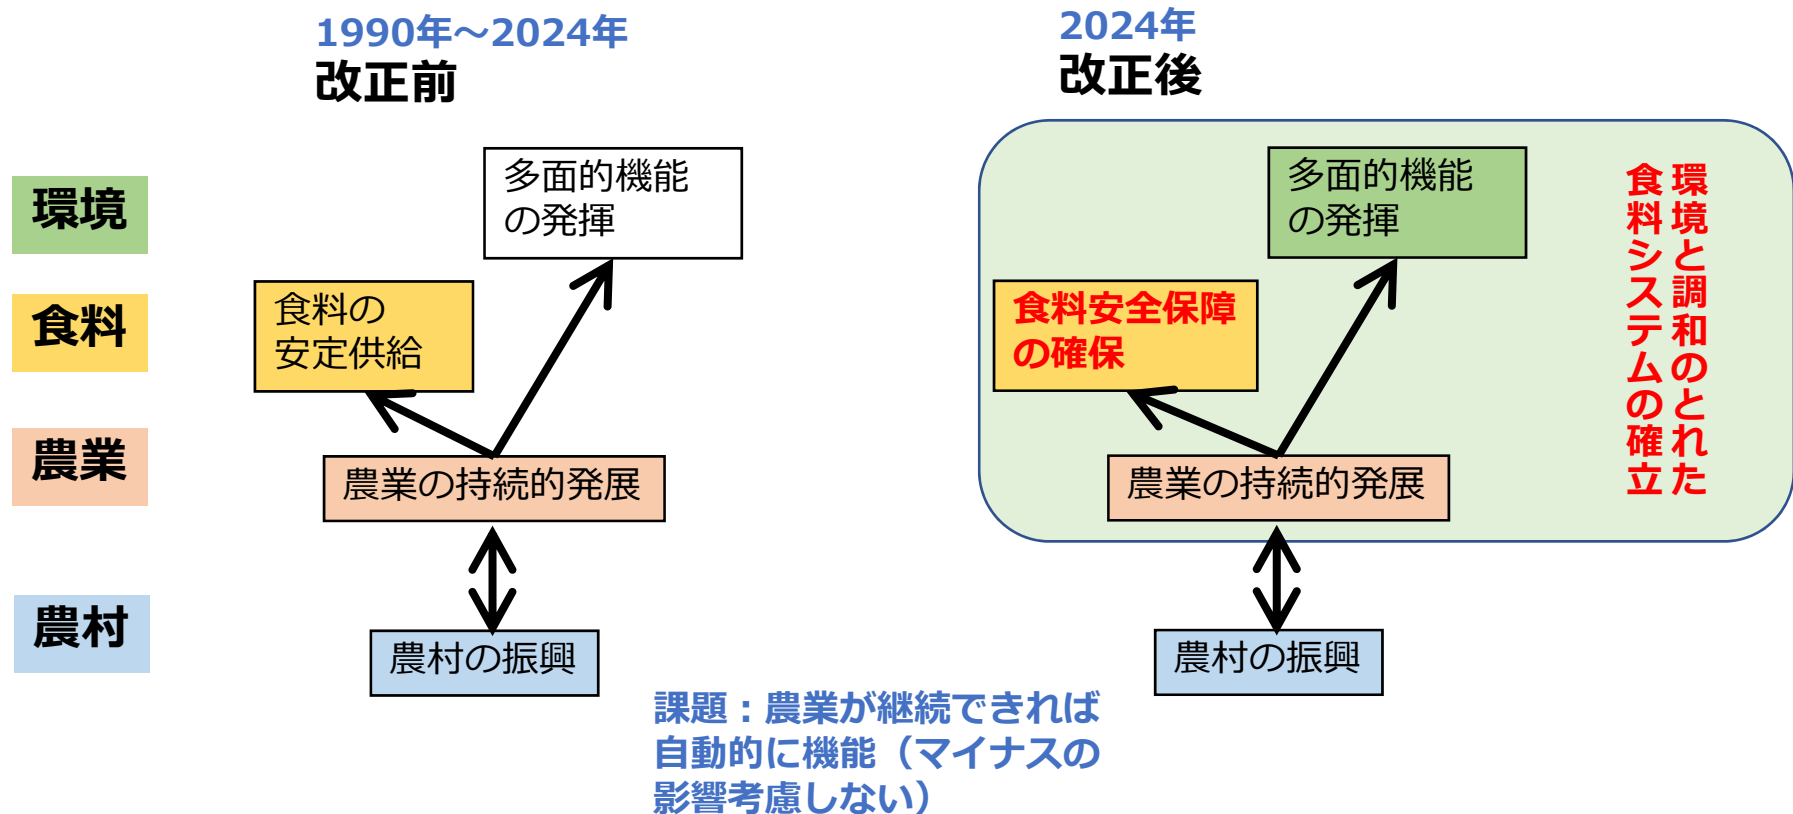 1990年～2024年
改正前
2024年
改正後
環境
食料
農業
農村
多面的機能
の発揮
食料の
安定供給
農業の持続的発展
農村の振興
課題：農業が継続できれば
自動的に機能（マイナスの
影響考慮しない）
多面的機能
の発揮
食料安全保障
の確保
農業の持続的発展
農村の振興
環境と調和のとれた
食料システムの確立